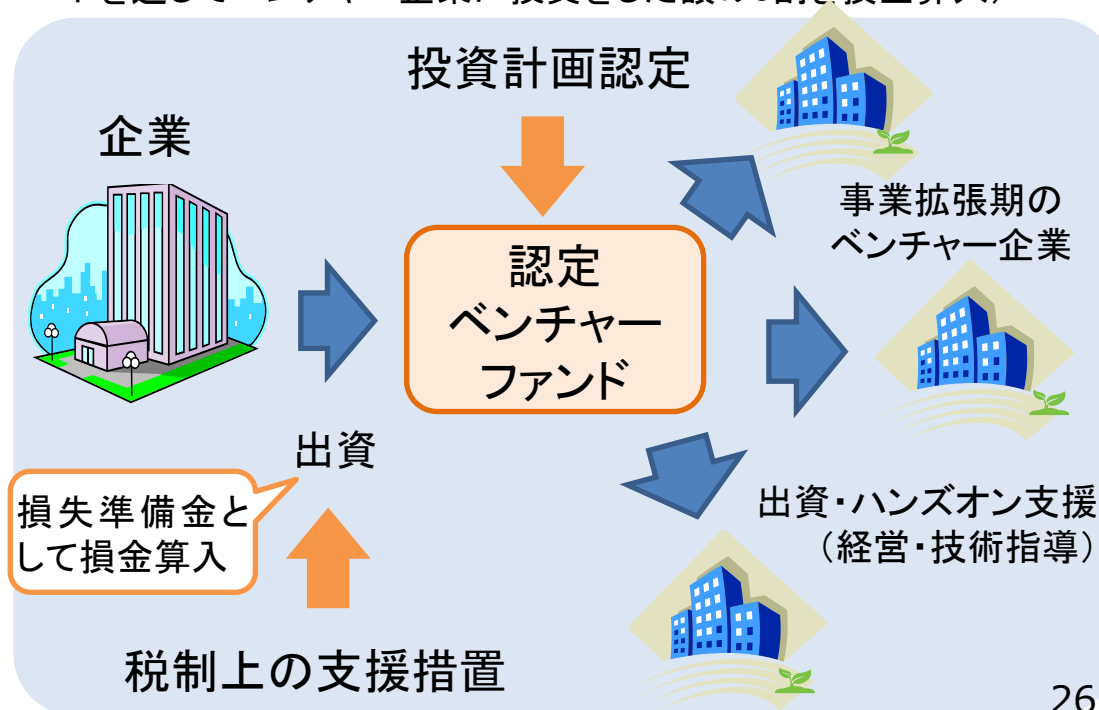 投資計画認定
企業
認定
ベンチャー
ファンド
事業拡張期の
ベンチャー企業
出資
損失準備金と
して損金算入
出資・ハンズオン支援
（経営・技術指導）
税制上の支援措置
26